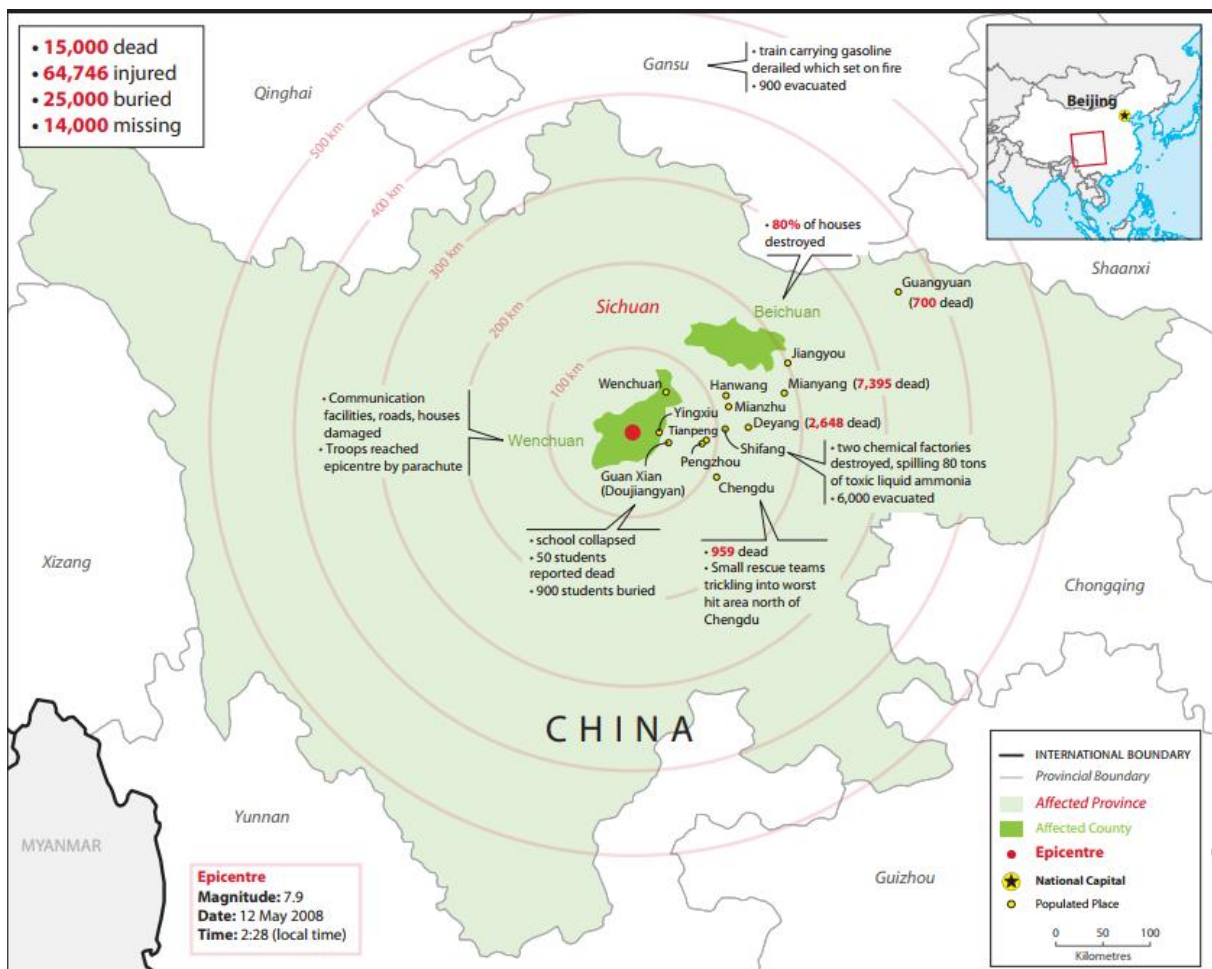 • 15,000 dead
• 64,746 injured
• 25,000 buried
• 14,000 missing
Qinghai
Gansu
• train carrying gasoline
derailed which set on fire
• 900 evacuated
Beijing
500 km
400 km
300 km
200 km
100 km
• 80% of houses
destroyed
Shaanxi
Guangyuan
(700 dead)
Sichuan
Beichuan
Jiangyou
Wenchuan
Hanwang
Mianyang (7,395 dead)
Mianzhu
Yingxiu
Deyang (2,648 dead)
Tianpeng
Shifang
Pengzhou
• Communication
facilities, roads, houses
damaged
• Troops reached
epicentre by parachute
Wenchuan
Guan Xian
(Doujiangyan)
Chengdu
• two chemical factories
destroyed, spilling 80 tons
of toxic liquid ammonia
• 6,000 evacuated
• school collapsed
• 50 students
reported dead
• 900 students buried
• 959 dead
• Small rescue teams
trickling into worst
hit area north of
Chengdu
Xizang
Chongqing
CHINA
Yunnan
MYANMAR
Guizhou
Epicentre
Magnitude: 7.9
Date: 12 May 2008
Time: 2:28 (local time)
INTERNATIONAL BOUNDARY
Provincial Boundary
Affected Province
Affected County
Epicentre
National Capital
Populated Place
0 50 100
Kilometres